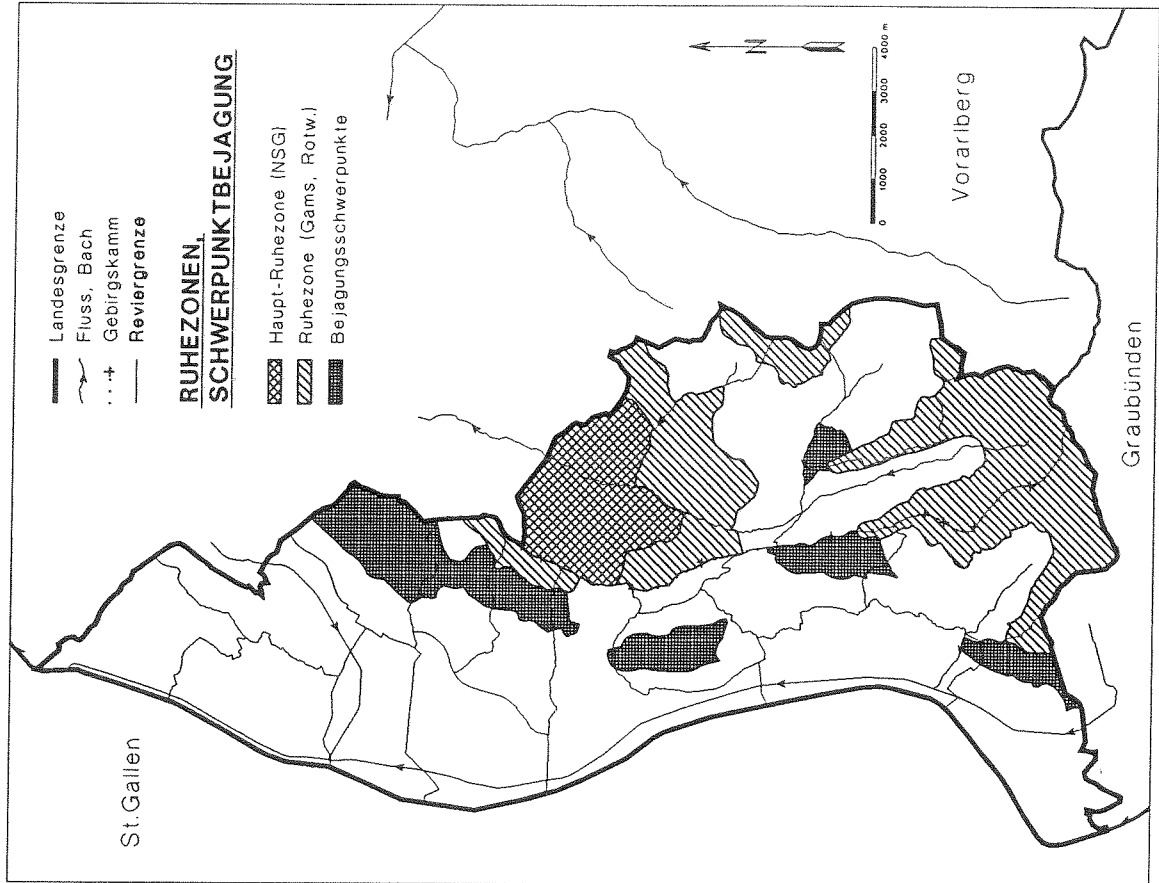 Landesgrenze
Fluss, Bach
Gebirgskamm
Reviergrenze
RUHEZONEN,
SCHWERPUNKTBEJAGUNG
Haupt-Ruhezone (NSG)
Ruhezone (Gams, Rotw.)
Bejagungsschwerpunkte
St.Gallen
N
0 1000 2000 3000 4000 m
Vorarlberg
Graubünden